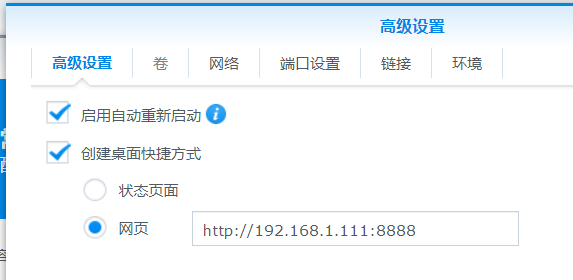 高级设置
高级设置 卷 网络 端口设置 链接 环境
启用自动重新启动
创建桌面快捷方式
状态页面
网页 http://192.168.1.111:8888